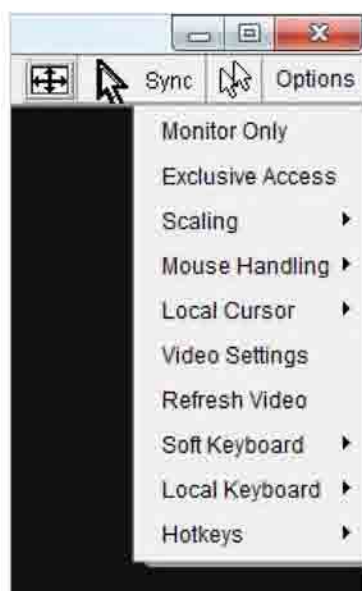 Sync Options
Monitor Only
Exclusive Access
Scaling
Mouse Handling
Local Cursor
Video Settings
Refresh Video
Soft Keyboard
Local Keyboard
Hotkeys